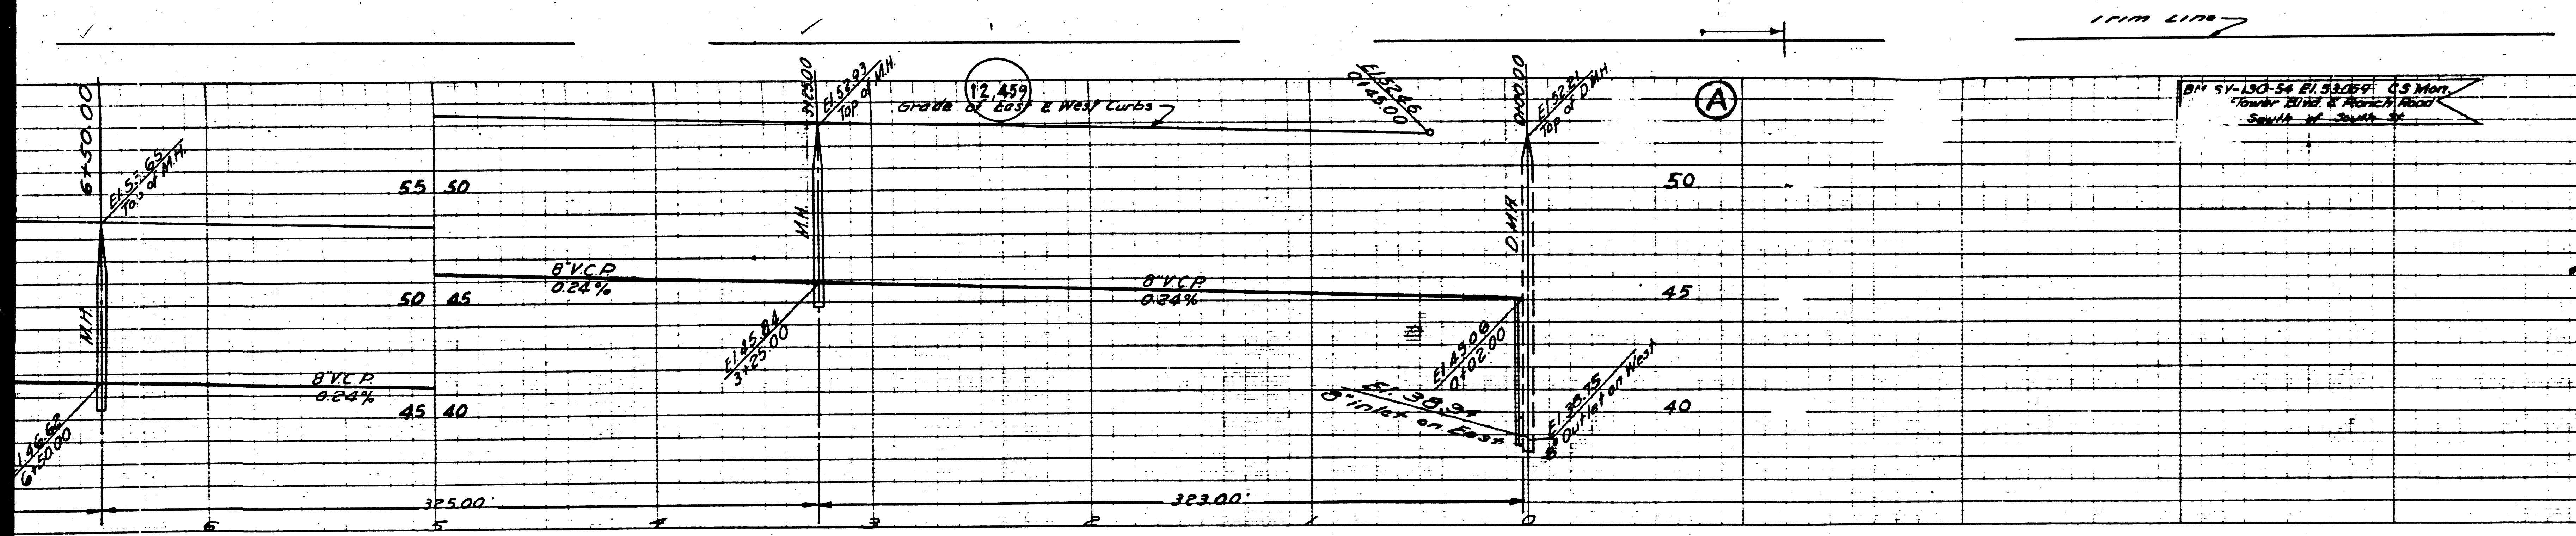 Trim Line
6+50.00
El. 53.65
Top of M.H.
M.H.
3+25.00
El. 52.93
Top of M.H.
12,459
Grade of East & West Curbs
El. 52.46
0+45.00
0+00.00
El. 52.21
Top of D.M.H.
A
BM SY-130-54 El. 53.059 CS Mon.
Flower Blvd. & Ranch Road
South of South St
55 50
50
M.H.
D.M.H.
8" V.C.P.
0.24%
8" V.C.P.
0.24%
50 45
45
El. 45.84
3+25.00
El. 45.06
0+02.00
8" V.C.P.
0.24%
45 40
40
El. 38.94
8" inlet on East
El. 38.75
8" Outlet on West
El. 46.62
6+50.00
325.00'
323.00'
6 5 4 3 2 1 0